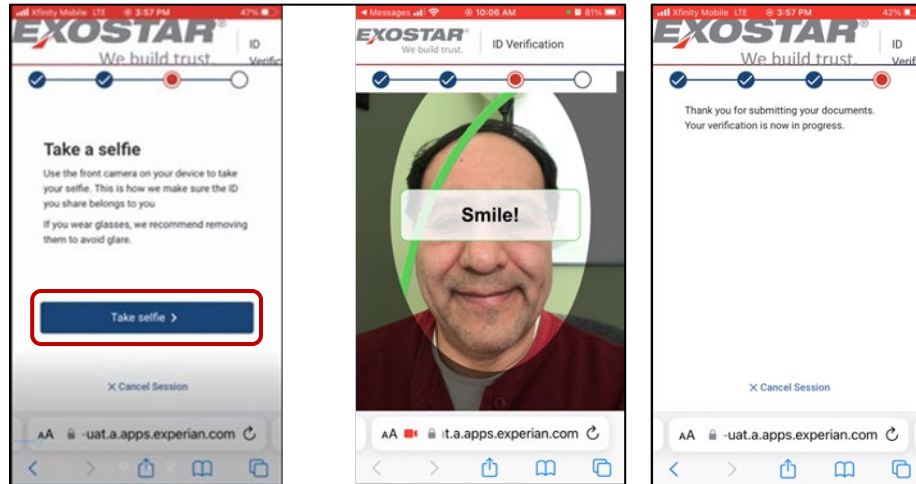 Xfinity Mobile LTE 3:57 PM 47%
EXOSTAR®
We build trust.
ID
Verific
Take a selfie
Use the front camera on your device to take
your selfie. This is how we make sure the ID
you share belongs to you
If you wear glasses, we recommend removing
them to avoid glare.
Take selfie >
X Cancel Session
AA -uat.a.apps.experian.com
Messages 10:06 AM 81%
EXOSTAR®
We build trust.
ID Verification
Smile!
AA t.a.apps.experian.com
Xfinity Mobile LTE 3:57 PM 42%
EXOSTAR®
We build trust.
ID
Verif
Thank you for submitting your documents.
Your verification is now in progress.
X Cancel Session
AA -uat.a.apps.experian.com